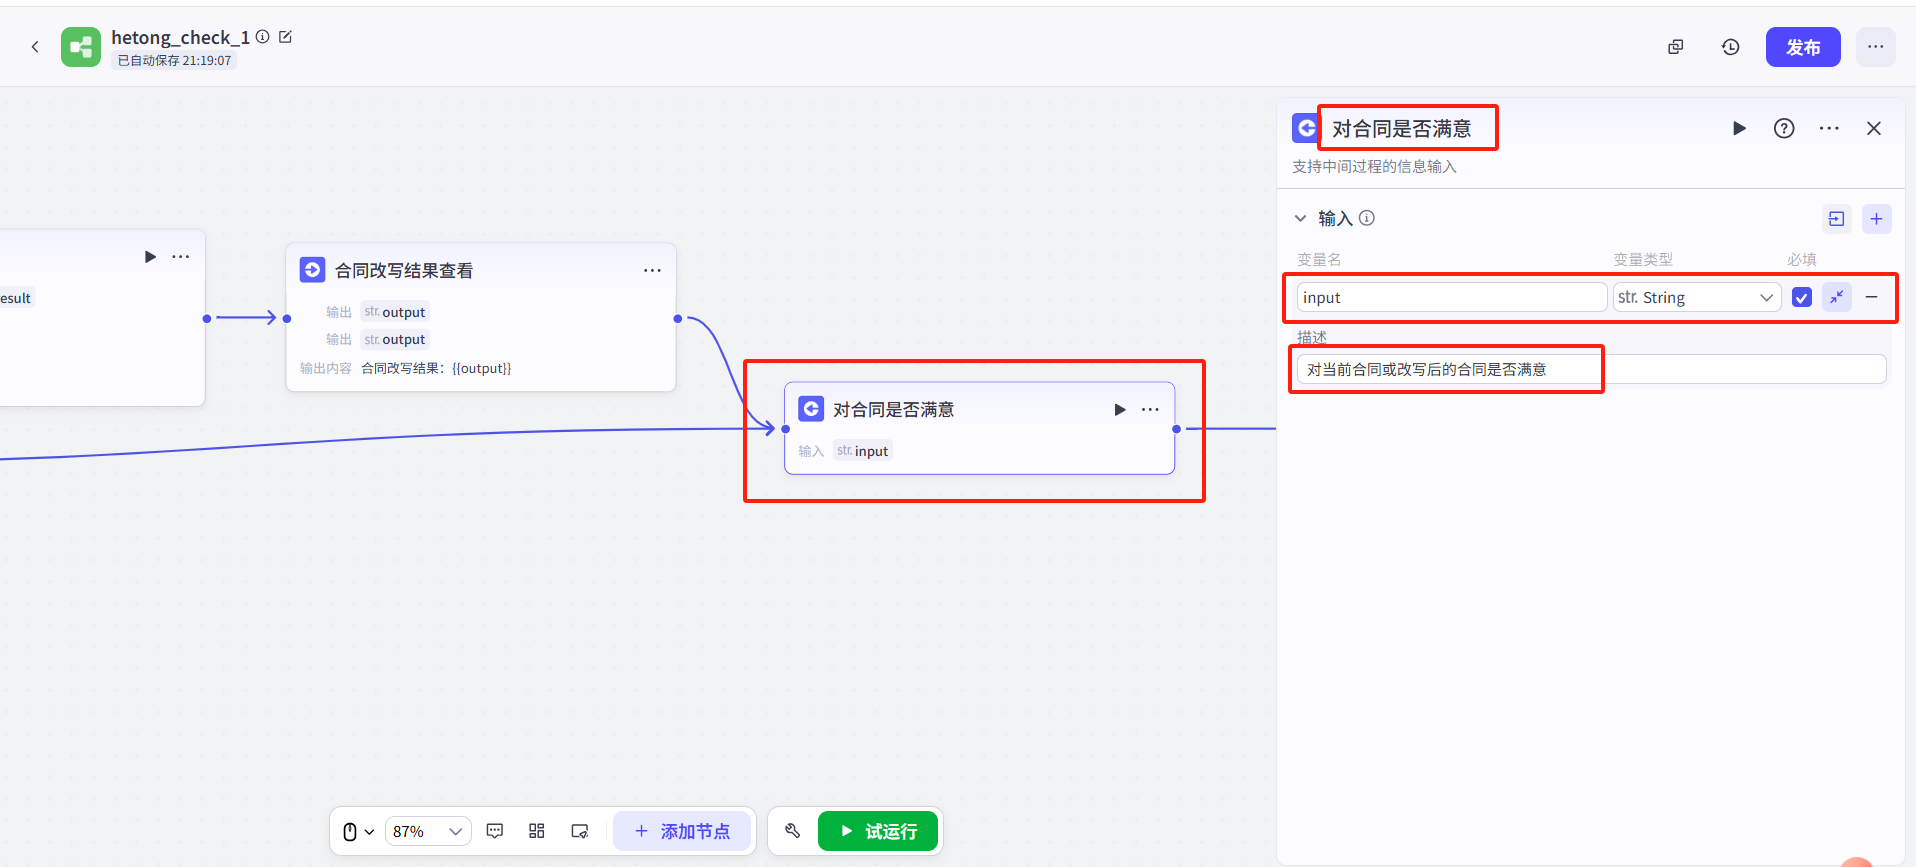 hetong_check_1
已自动保存 21:19:07
发布
esult
合同改写结果查看
输出 str. output
输出 str. output
输出内容 合同改写结果：{{output}}
对合同是否满意
输入 str. input
对合同是否满意
支持中间过程的信息输入
输入
变量名 变量类型 必填
input str. String
描述
对当前合同或改写后的合同是否满意
87% 添加节点 试运行